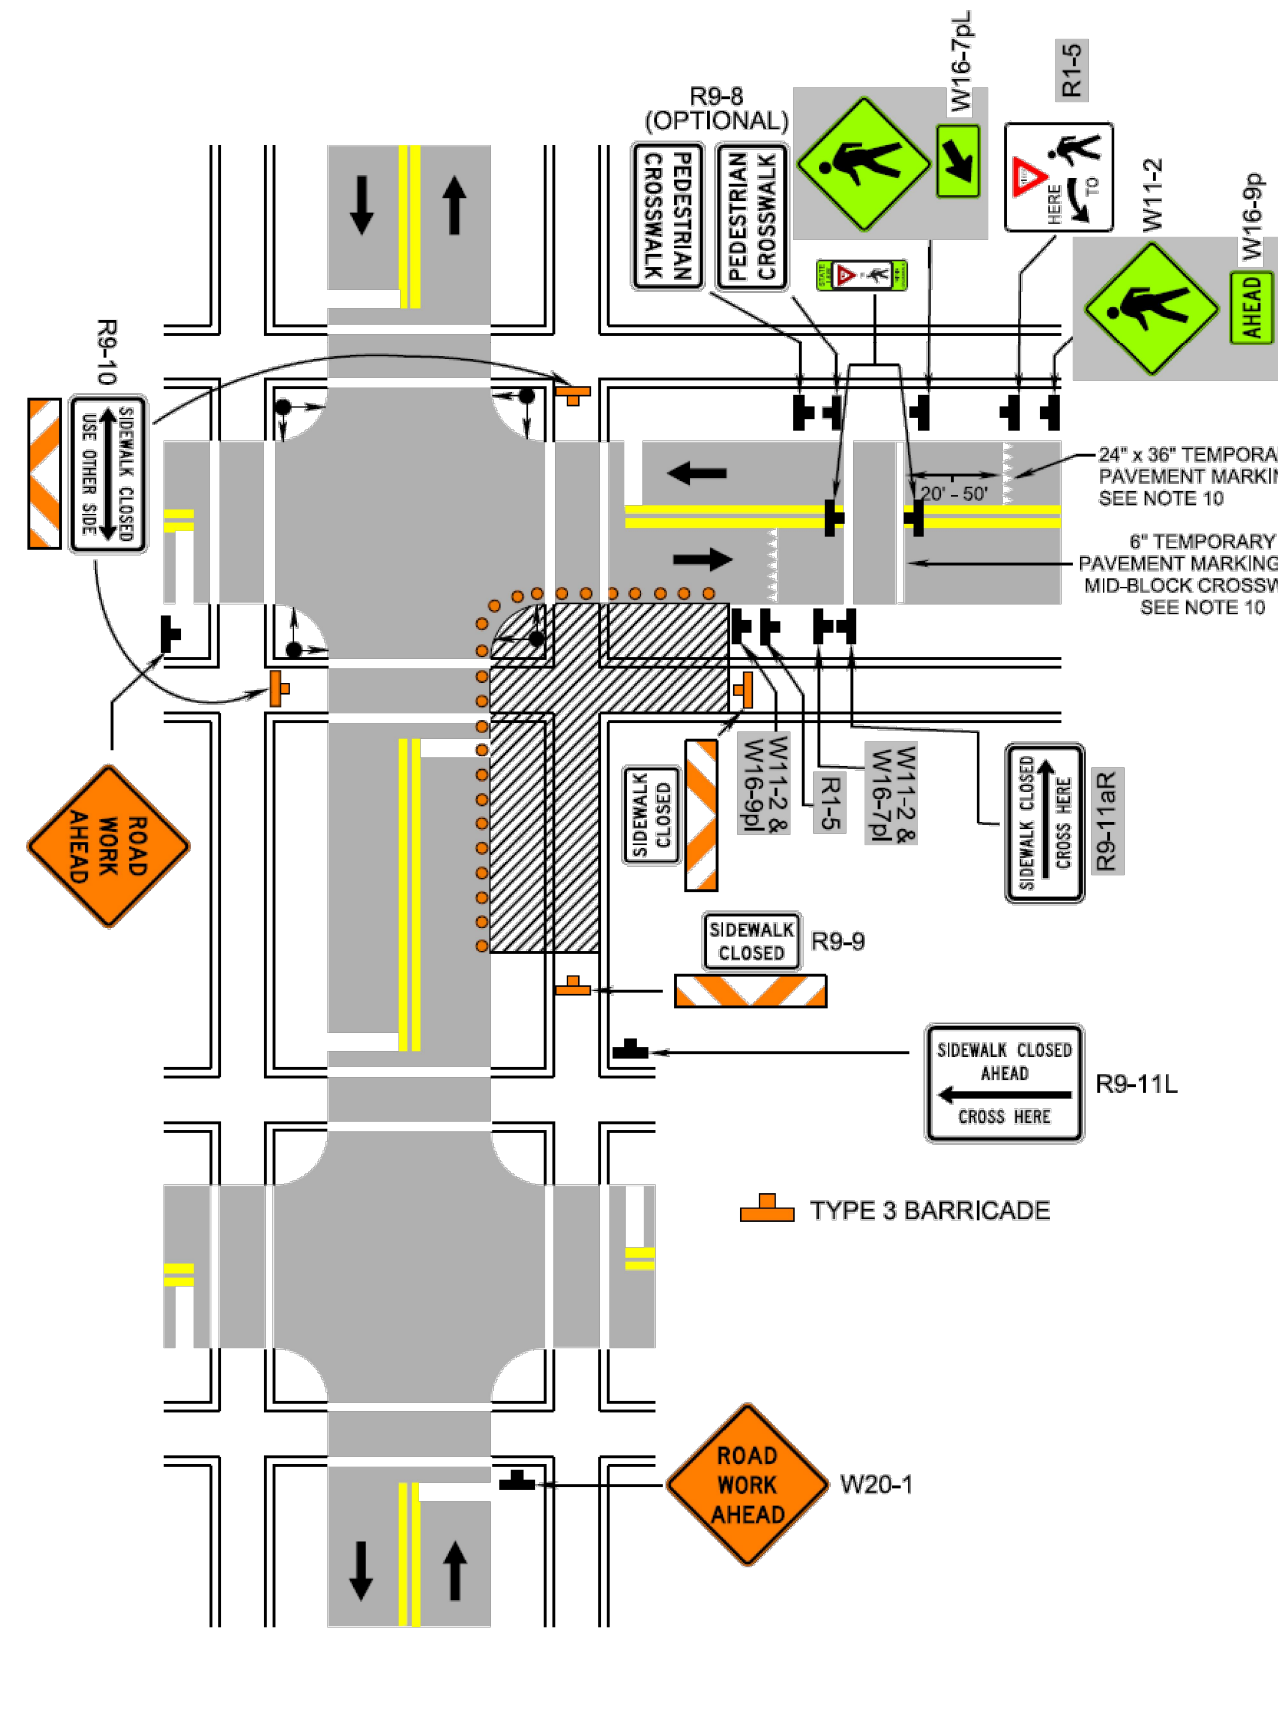 W16-7pL
R1-5
R9-8
(OPTIONAL)
PEDESTRIAN
CROSSWALK
PEDESTRIAN
CROSSWALK
HERE
TO
W11-2
W16-9p
AHEAD
STATE
LAW
R9-10
SIDEWALK CLOSED
USE OTHER SIDE
24" x 36" TEMPORA
PAVEMENT MARKIN
SEE NOTE 10
20' - 50'
6" TEMPORARY
PAVEMENT MARKING
MID-BLOCK CROSSW
SEE NOTE 10
ROAD
WORK
AHEAD
SIDEWALK
CLOSED
W11-2 &
W16-9pl
R1-5
W11-2 &
W16-7pl
SIDEWALK CLOSED
CROSS HERE
R9-11aR
SIDEWALK
CLOSED
R9-9
SIDEWALK CLOSED
AHEAD
CROSS HERE
R9-11L
TYPE 3 BARRICADE
ROAD
WORK
AHEAD
W20-1